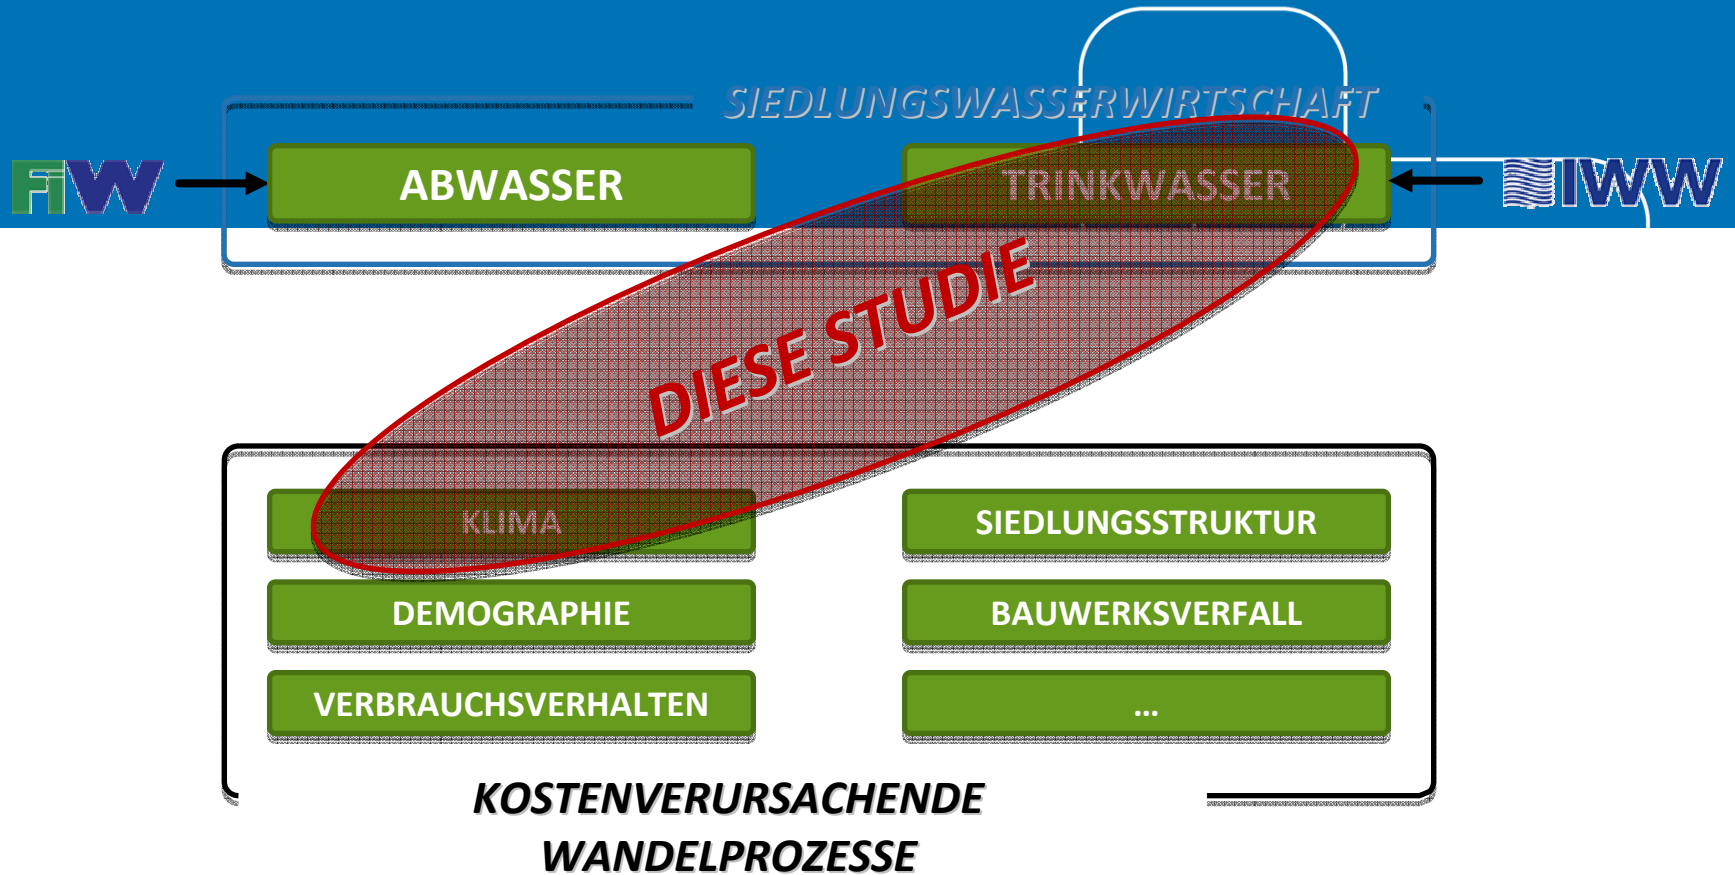 SIEDLUNGSWASSERWIRTSCHAFT
FiW
ABWASSER
TRINKWASSER
IWW
DIESE STUDIE
KLIMA
SIEDLUNGSSTRUKTUR
DEMOGRAPHIE
BAUWERKSVERFALL
VERBRAUCHSVERHALTEN
...
KOSTENVERURSACHENDE
WANDELPROZESSE